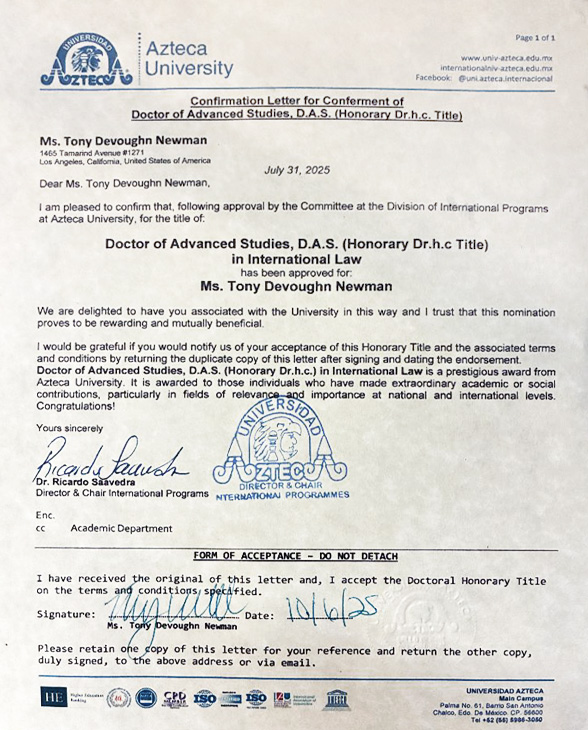 UNIVERSIDAD
AZTECA
Azteca
University
Page 1 of 1
www.univ-azteca.edu.mx
internationalniv-azteca.edu.mx
Facebook: @uni.azteca.internacional
Confirmation Letter for Conferment of
Doctor of Advanced Studies, D.A.S. (Honorary Dr.h.c. Title)
Ms. Tony Devoughn Newman
1465 Tamarind Avenue #1271
Los Angeles, California, United States of America
July 31, 2025
Dear Ms. Tony Devoughn Newman,
I am pleased to confirm that, following approval by the Committee at the Division of International Programs
at Azteca University, for the title of:
Doctor of Advanced Studies, D.A.S. (Honorary Dr.h.c Title)
in International Law
has been approved for:
Ms. Tony Devoughn Newman
We are delighted to have you associated with the University in this way and I trust that this nomination
proves to be rewarding and mutually beneficial.
I would be grateful if you would notify us of your acceptance of this Honorary Title and the associated terms
and conditions by returning the duplicate copy of this letter after signing and dating the endorsement.
Doctor of Advanced Studies, D.A.S. (Honorary Dr.h.c.) in International Law is a prestigious award from
Azteca University. It is awarded to those individuals who have made extraordinary academic or social
contributions, particularly in fields of relevance and importance at national and international levels.
Congratulations!
Yours sincerely
Ricardo Saavedra
Dr. Ricardo Saavedra
Director & Chair International Programs
UNIVERSIDAD
AZTECA
DIRECTOR & CHAIR
INTERNATIONAL PROGRAMMES
Enc.
cc Academic Department
FORM OF ACCEPTANCE – DO NOT DETACH
I have received the original of this letter and, I accept the Doctoral Honorary Title
on the terms and conditions specified.
Signature: Date: 10/6/25
Ms. Tony Devoughn Newman
Please retain one copy of this letter for your reference and return the other copy,
duly signed, to the above address or via email.
HE Higher Education
Ranking
CPD
MEMBER
ISO
ISO
UNIVERSIDAD AZTECA
Main Campus
Palma No. 61, Barrio San Antonio
Chalco, Edo. De México. CP. 56600
Tel +52 (55) 5986-3050